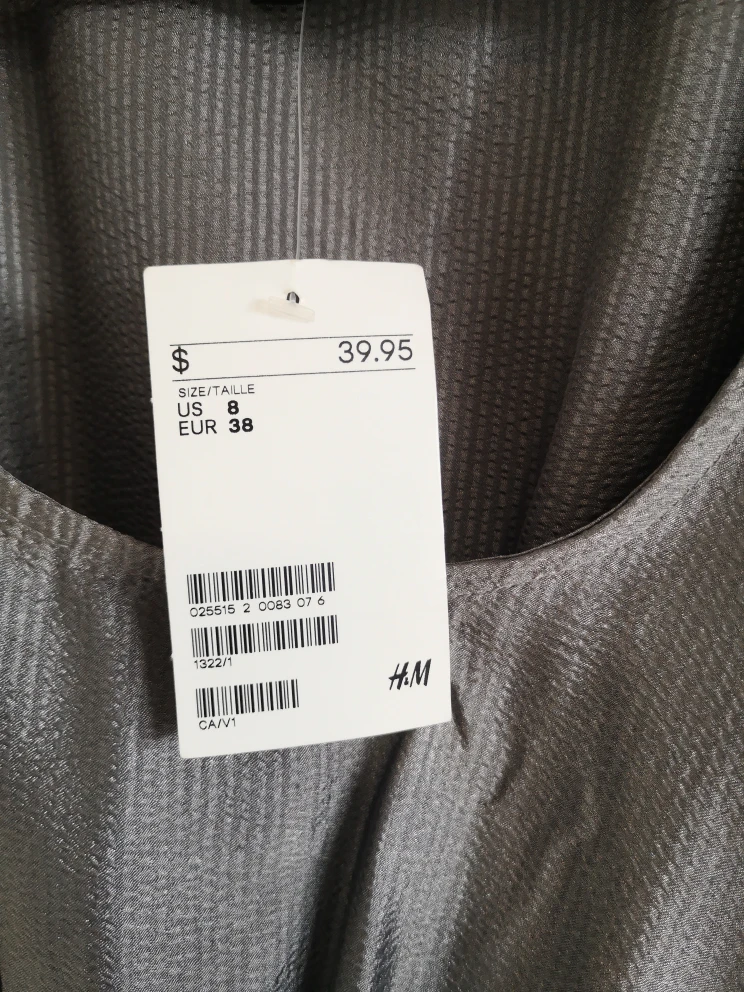 $ 39.95
SIZE/TAILLE
US 8
EUR 38
025515 2 0083 07 6
1322/1
H&M
CA/V1